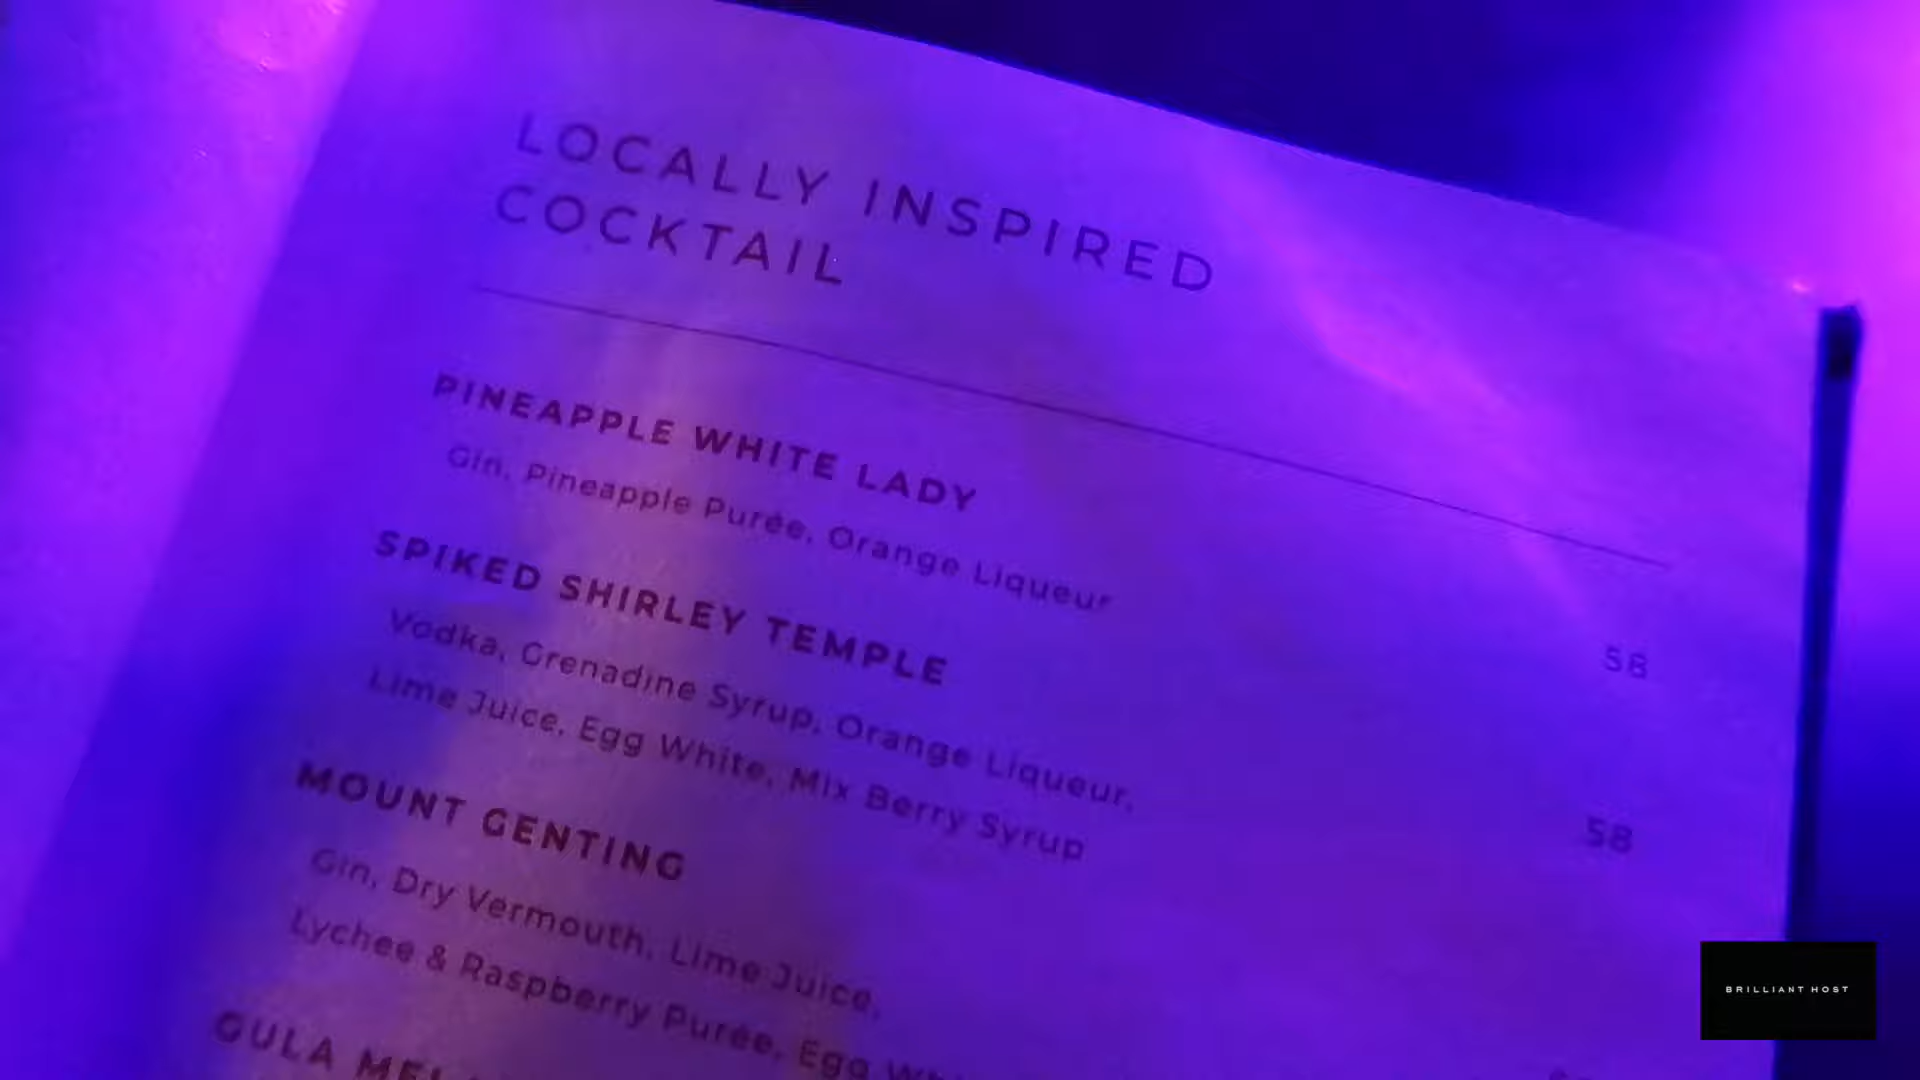 LOCALLY INSPIRED
COCKTAIL
PINEAPPLE WHITE LADY
Gin, Pineapple Purée, Orange Liqueur
58
SPIKED SHIRLEY TEMPLE
Vodka, Grenadine Syrup, Orange Liqueur,
Lime Juice, Egg White, Mix Berry Syrup
58
MOUNT GENTING
Gin, Dry Vermouth, Lime Juice,
Lychee & Raspberry Purée, Egg
GULA
BRILLIANT HOST